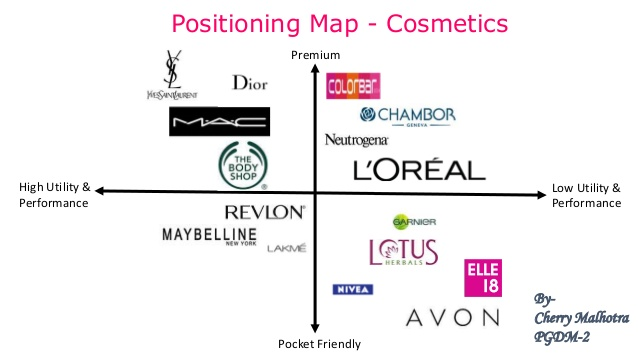 Positioning Map - Cosmetics
Premium
YSL
YVESSAINTLAURENT
Dior
COLORBAR
M·A·C
CHAMBOR
GENEVA
Neutrogena
THE
BODY
SHOP
L'ORÉAL
High Utility &
Performance
Low Utility &
Performance
REVLON
GARNIER
MAYBELLINE
NEW YORK
LAKMÉ
LOTUS
HERBALS
ELLE
18
NIVEA
AVON
By-
Cherry Malhotra
PGDM-2
Pocket Friendly